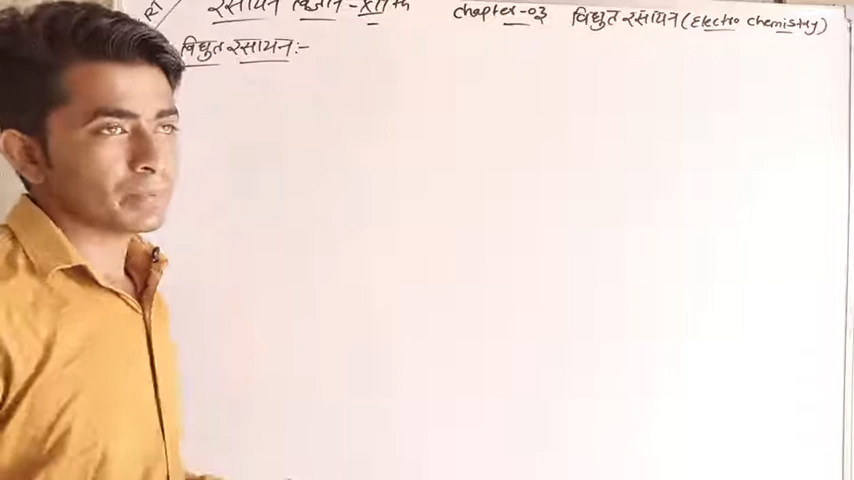 रसायन विज्ञान - XIIth chapter-03 विद्युत रसायन (Electro chemistry)
विद्युत रसायन :-